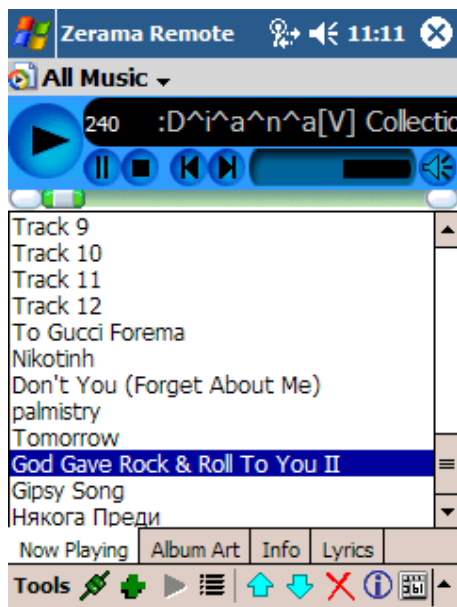 Zerama Remote 11:11
All Music
240 :D^i^a^n^a[V] Collectio
Track 9
Track 10
Track 11
Track 12
To Gucci Forema
Nikotinh
Don't You (Forget About Me)
palmistry
Tomorrow
God Gave Rock & Roll To You II
Gipsy Song
Някога Преди
Now Playing Album Art Info Lyrics
Tools